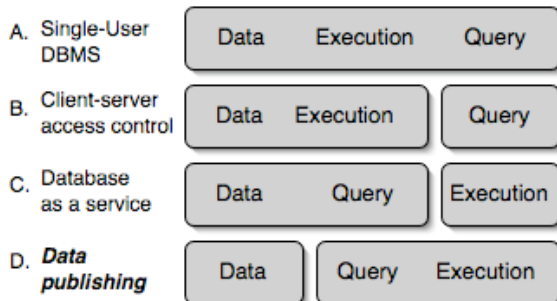 A. Single-User
DBMS
Data Execution Query
B. Client-server
access control
Data Execution Query
C. Database
as a service
Data Query Execution
D. Data
publishing
Data Query Execution